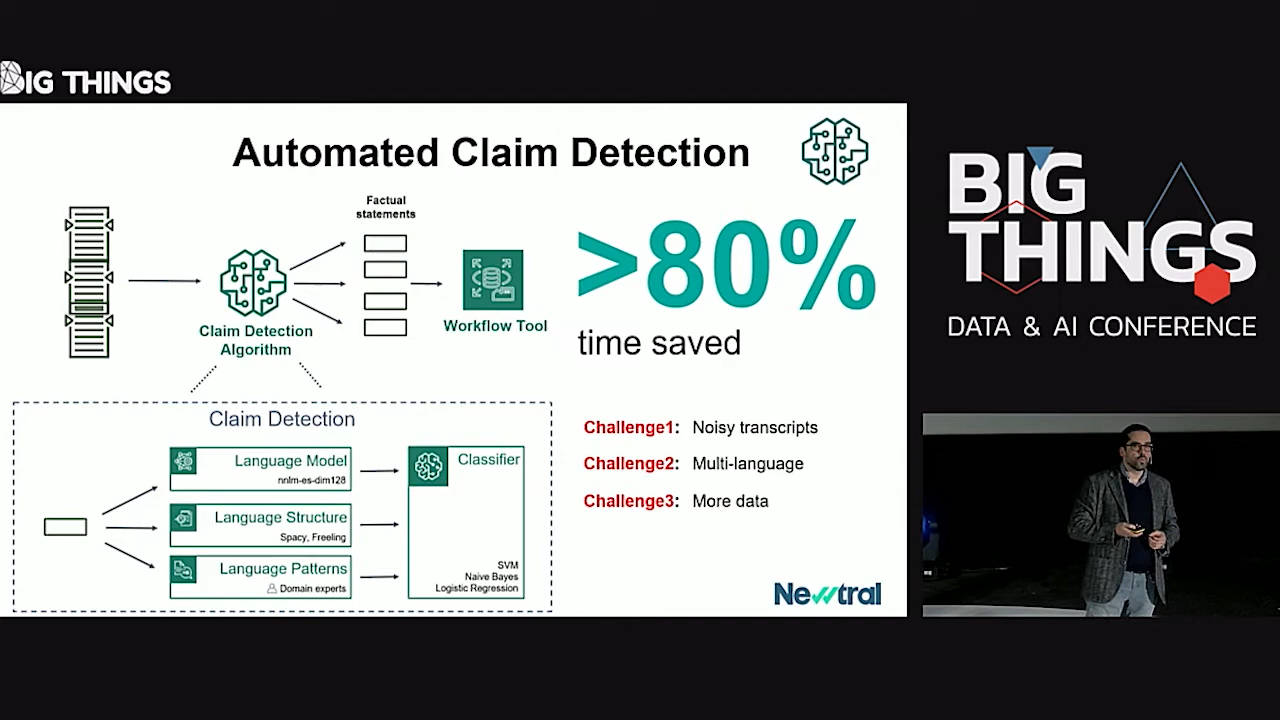 BIG THINGS
Automated Claim Detection
Factual
statements
Claim Detection
Algorithm
Workflow Tool
>80%
time saved
Claim Detection
Language Model
nnlm-es-dim128
Language Structure
Spacy, Freeling
Language Patterns
Domain experts
Classifier
SVM
Naive Bayes
Logistic Regression
Challenge1: Noisy transcripts
Challenge2: Multi-language
Challenge3: More data
Newtral
BIG
THINGS
DATA & AI CONFERENCE